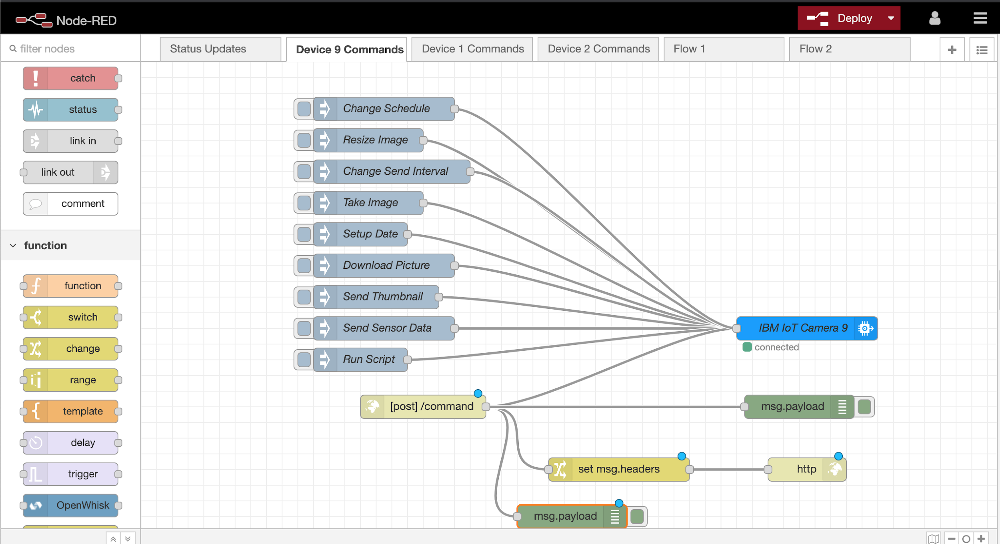 Node-RED
Deploy
filter nodes
Status Updates
Device 9 Commands
Device 1 Commands
Device 2 Commands
Flow 1
Flow 2
catch
status
link in
link out
comment
function
function
switch
change
range
template
delay
trigger
OpenWhisk
Change Schedule
Resize Image
Change Send Interval
Take Image
Setup Date
Download Picture
Send Thumbnail
Send Sensor Data
Run Script
IBM IoT Camera 9
connected
[post] /command
msg.payload
set msg.headers
http
msg.payload